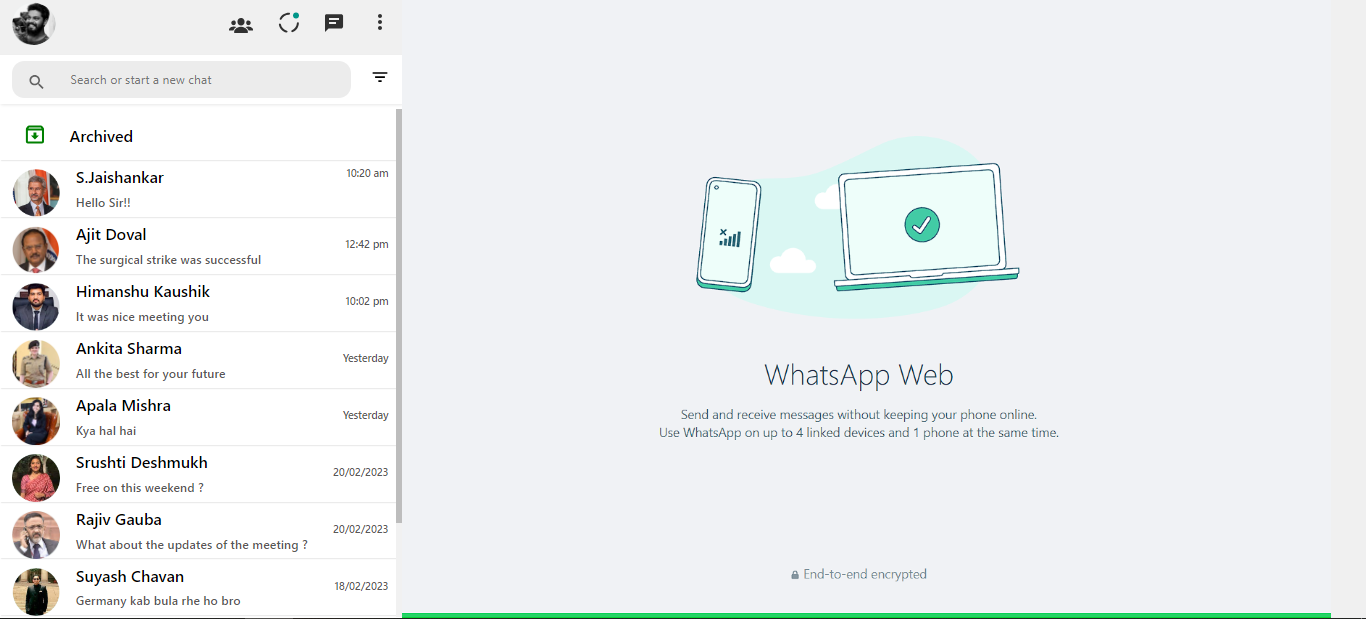 Search or start a new chat
Archived
S.Jaishankar
10:20 am
Hello Sir!!
Ajit Doval
12:42 pm
The surgical strike was successful
Himanshu Kaushik
10:02 pm
It was nice meeting you
Ankita Sharma
Yesterday
All the best for your future
Apala Mishra
Yesterday
Kya hal hai
Srushti Deshmukh
20/02/2023
Free on this weekend ?
Rajiv Gauba
20/02/2023
What about the updates of the meeting ?
Suyash Chavan
18/02/2023
Germany kab bula rhe ho bro
WhatsApp Web
Send and receive messages without keeping your phone online.
Use WhatsApp on up to 4 linked devices and 1 phone at the same time.
End-to-end encrypted